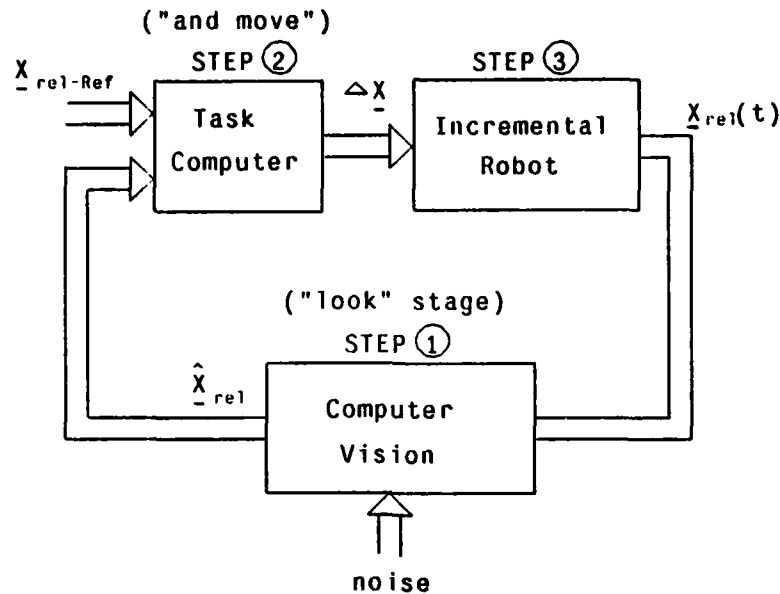 ("and move")
STEP ②
STEP ③
X rel-Ref
Task
Computer
△X
Incremental
Robot
X rel(t)
("look" stage)
STEP ①
X̂ rel
Computer
Vision
noise